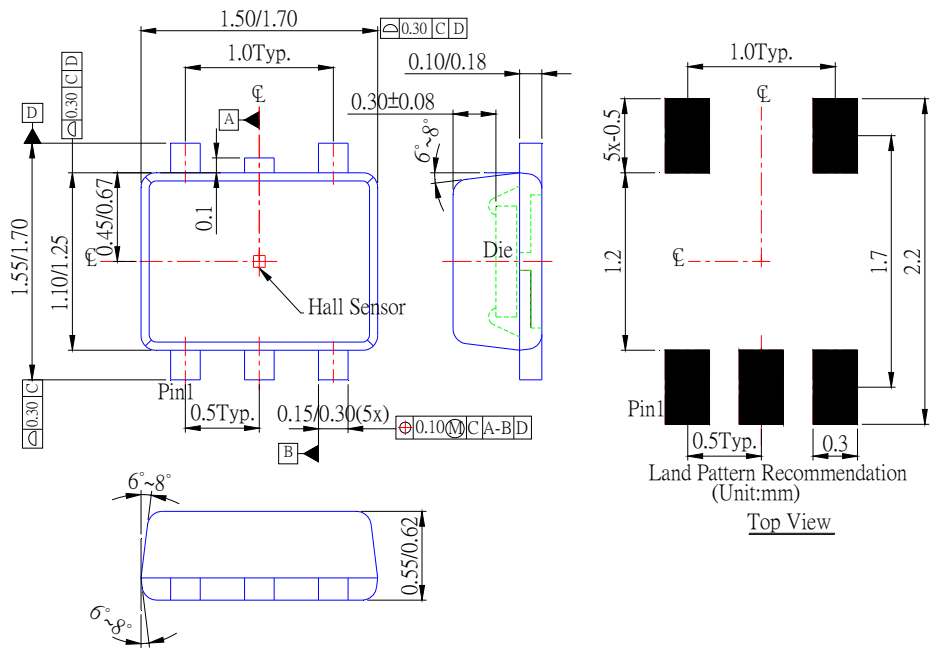 1.50/1.70
⌓ 0.30 C D
1.0Typ.
℄
A
⌓ 0.30 C D
D
0.1
0.45/0.67
1.10/1.25
1.55/1.70
℄
Hall Sensor
⌓ 0.30 C
Pin1
0.5Typ.
0.15/0.30(5x)
B
⌖ 0.10 Ⓜ C A-B D
0.10/0.18
0.30±0.08
6°~8°
Die
1.0Typ.
℄
5x-0.5
1.2
℄
1.7
2.2
Pin1
0.5Typ.
0.3
Land Pattern Recommendation
(Unit:mm)
Top View
6°~8°
0.55/0.62
6°~8°